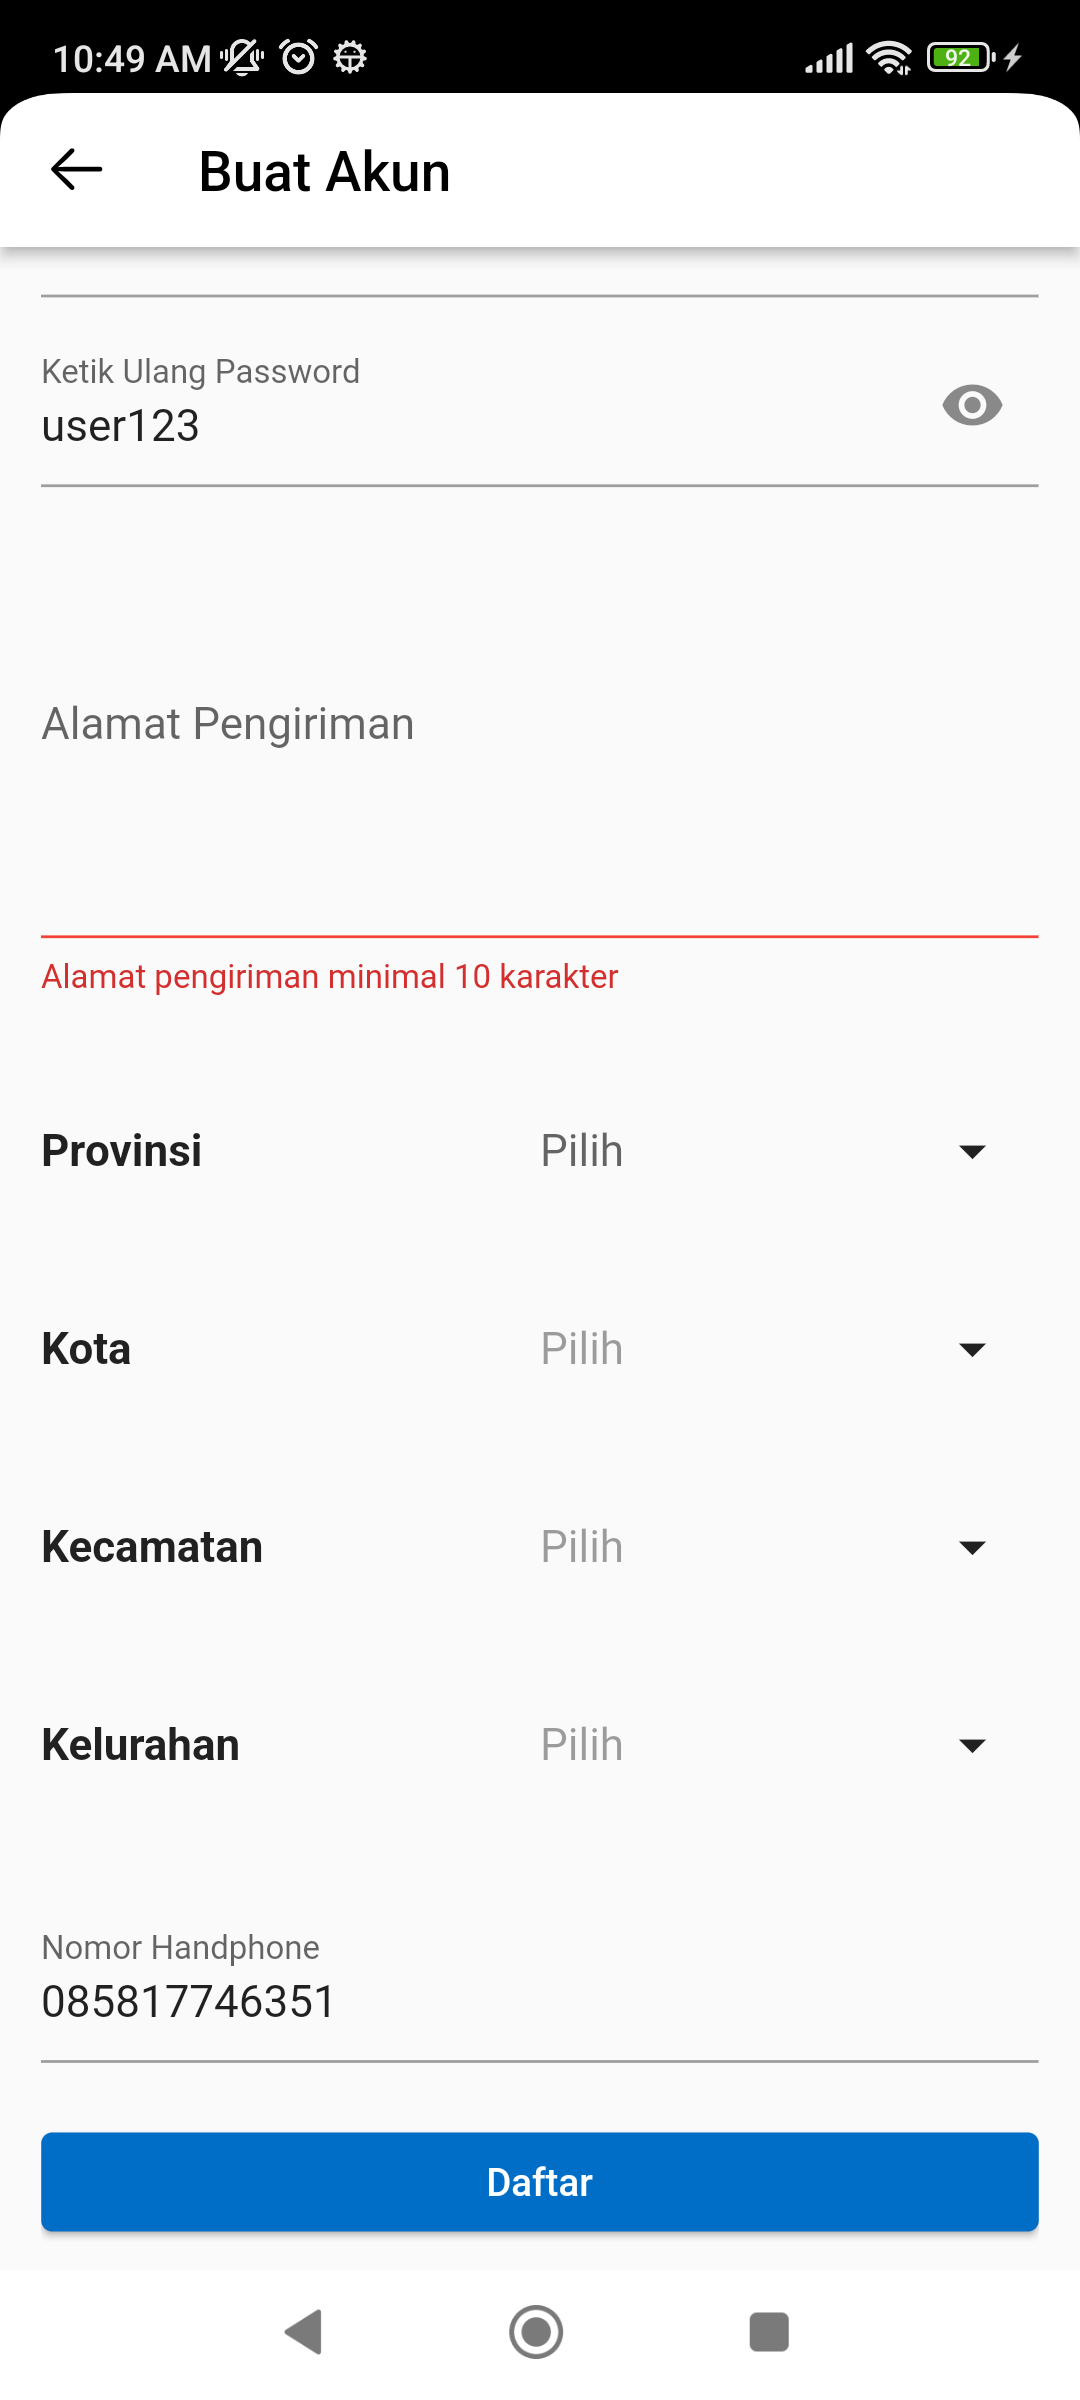 10:49 AM
92
Buat Akun
Ketik Ulang Password
user123
Alamat Pengiriman
Alamat pengiriman minimal 10 karakter
Provinsi Pilih
Kota Pilih
Kecamatan Pilih
Kelurahan Pilih
Nomor Handphone
085817746351
Daftar